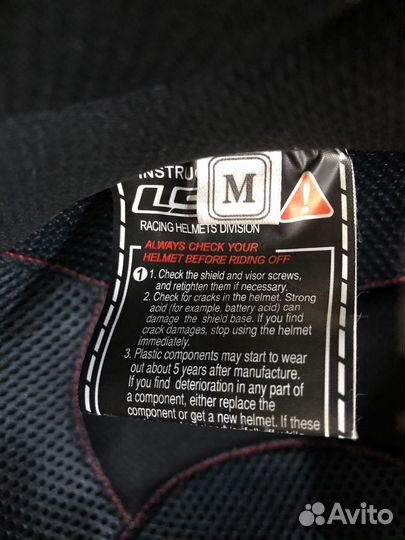 INSTRUC
LS
M
RACING HELMETS DIVISION
ALWAYS CHECK YOUR
HELMET BEFORE RIDING OFF
1 1. Check the shield and visor screws,
and retighten them if necessary.
2. Check for cracks in the helmet. Strong
acid (for example, battery acid) can
damage the shield base. If you find
crack damages, stop using the helmet
immediately.
3. Plastic components may start to wear
out about 5 years after manufacture.
If you find deterioration in any part of
a component, either replace the
component or get a new helmet. If these
Avito